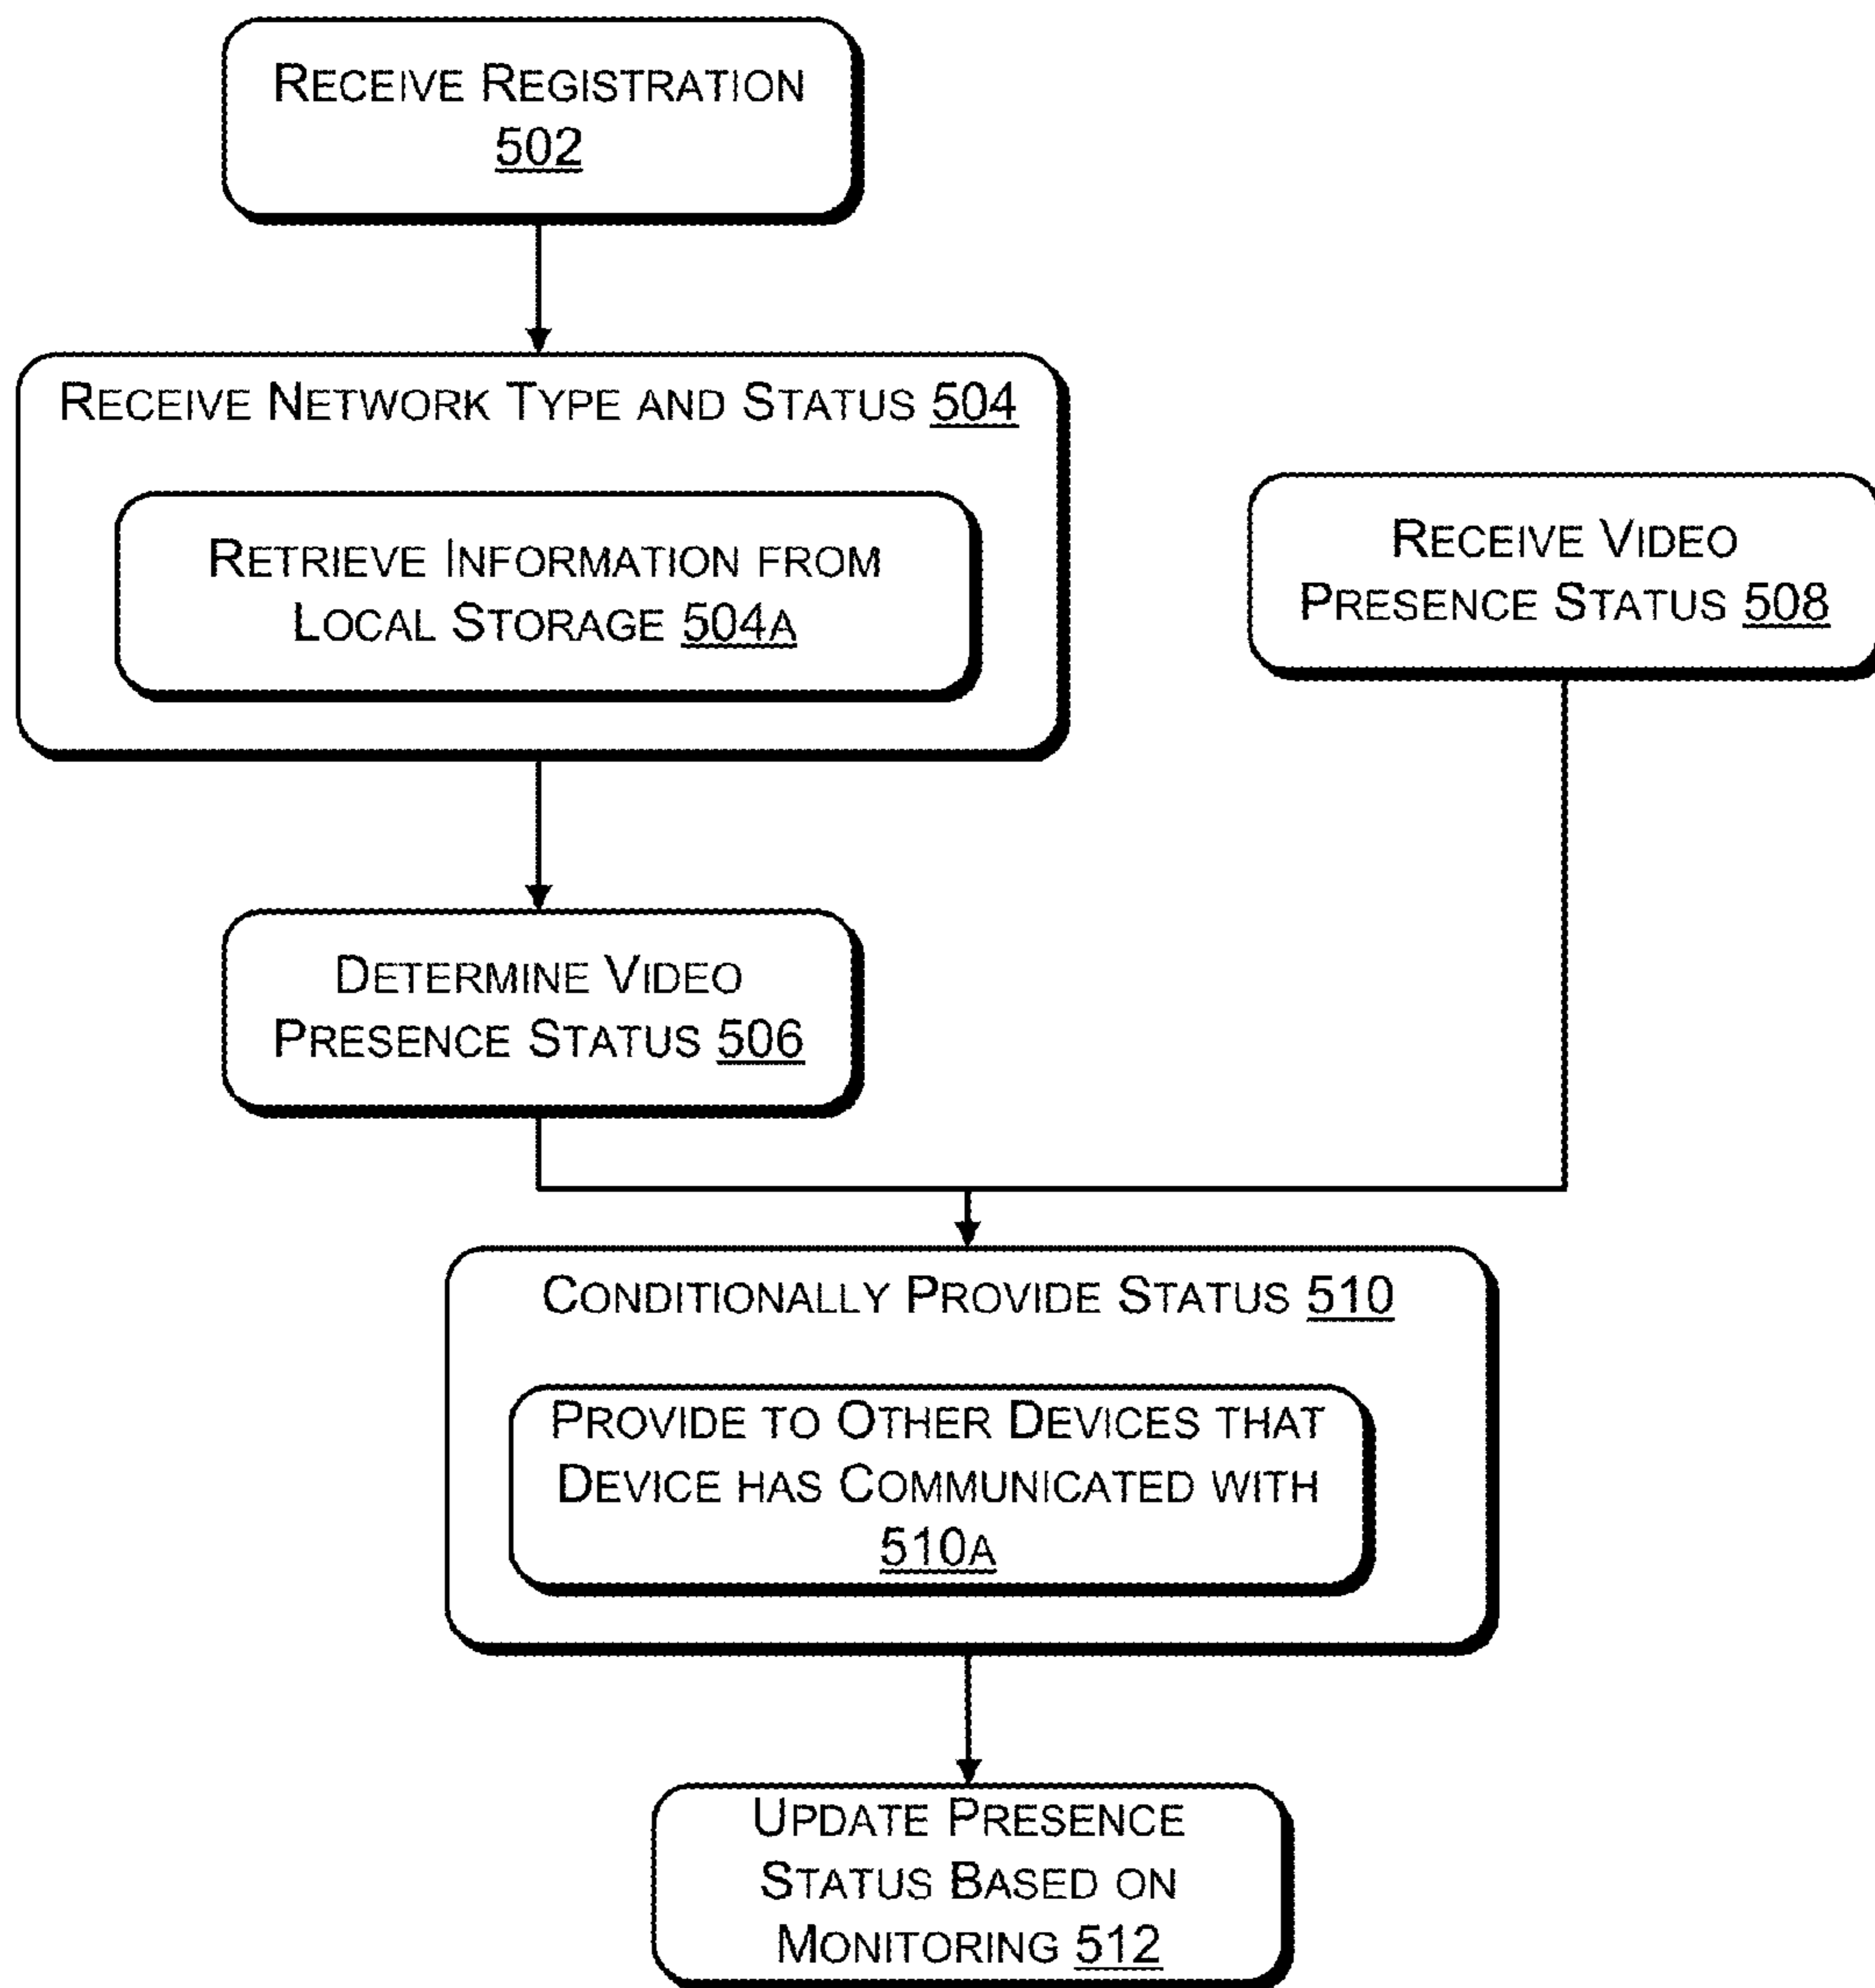 RECEIVE REGISTRATION
502
RECEIVE NETWORK TYPE AND STATUS 504
RETRIEVE INFORMATION FROM
LOCAL STORAGE 504A
RECEIVE VIDEO
PRESENCE STATUS 508
DETERMINE VIDEO
PRESENCE STATUS 506
CONDITIONALLY PROVIDE STATUS 510
PROVIDE TO OTHER DEVICES THAT
DEVICE HAS COMMUNICATED WITH
510A
UPDATE PRESENCE
STATUS BASED ON
MONITORING 512